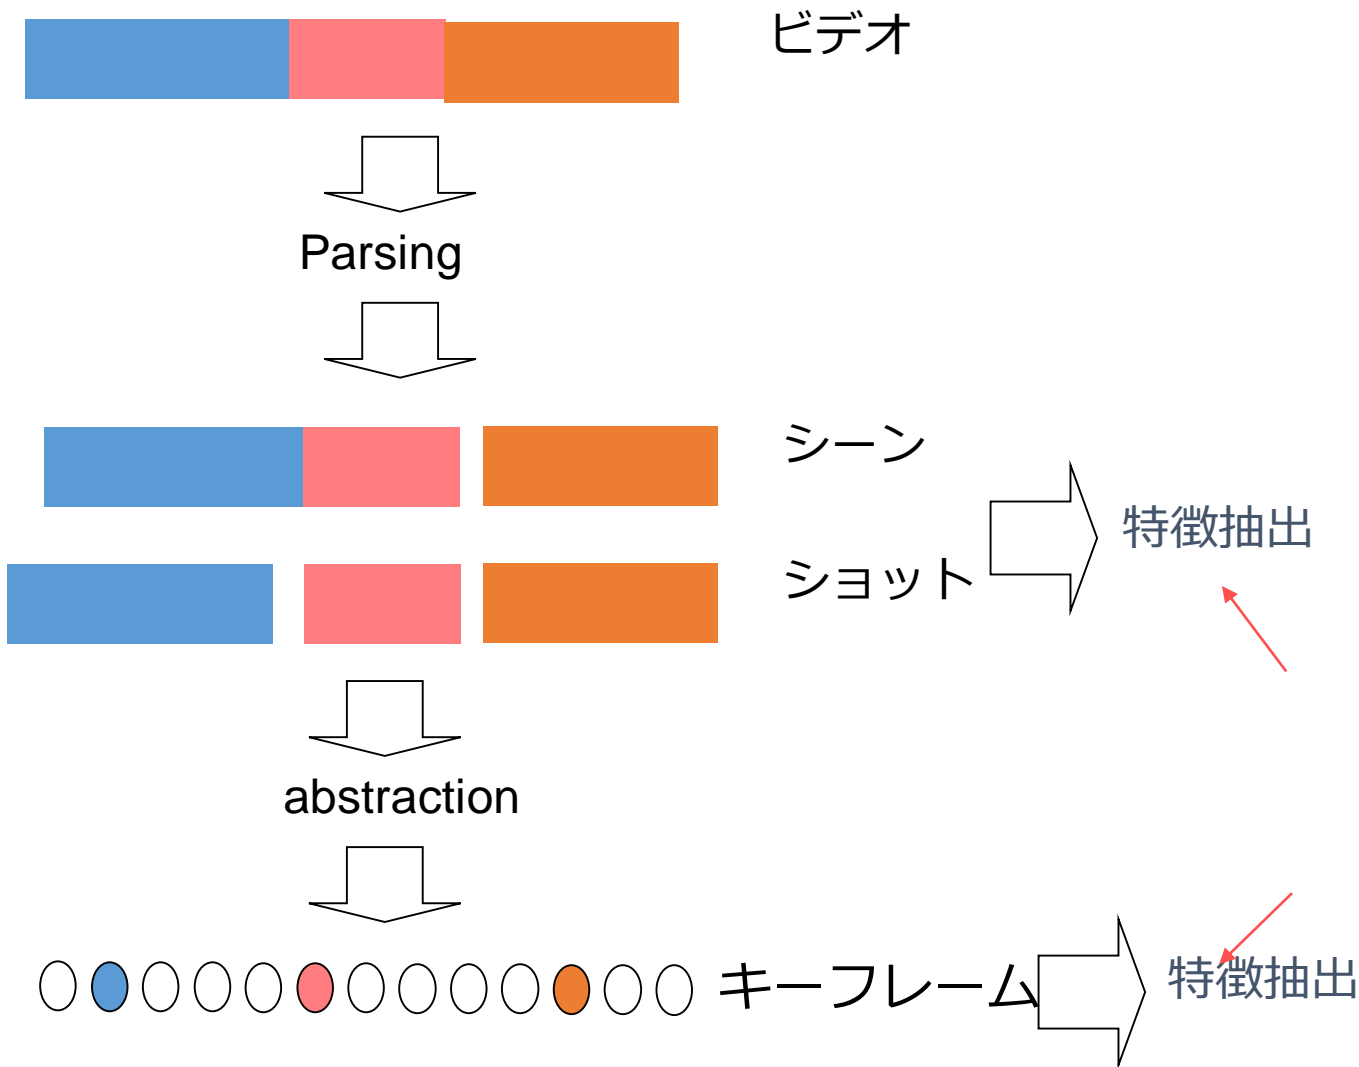 ビデオ
Parsing
シーン
特徴抽出
ショット
abstraction
キーフレーム
特徴抽出